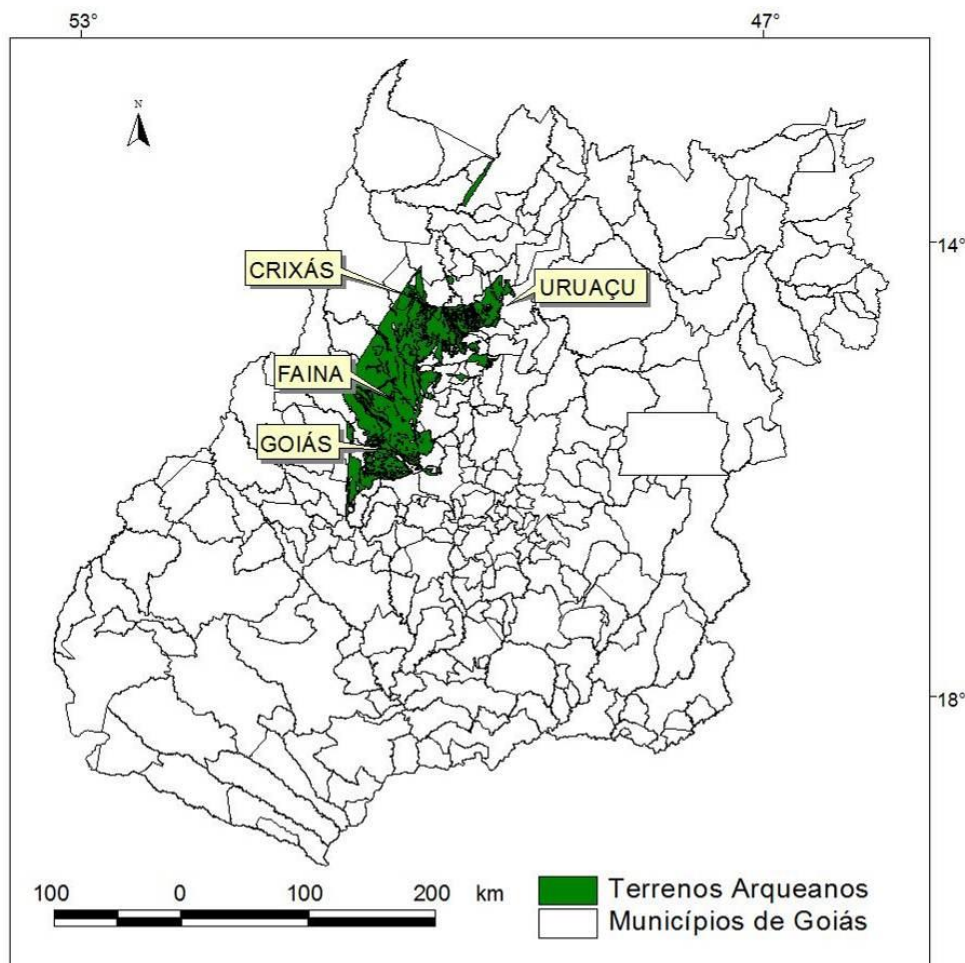 53°
47°
N
14°
CRIXÁS
URUAÇU
FAINA
GOIÁS
18°
100 0 100 200 km
Terrenos Arqueanos
Municípios de Goiás